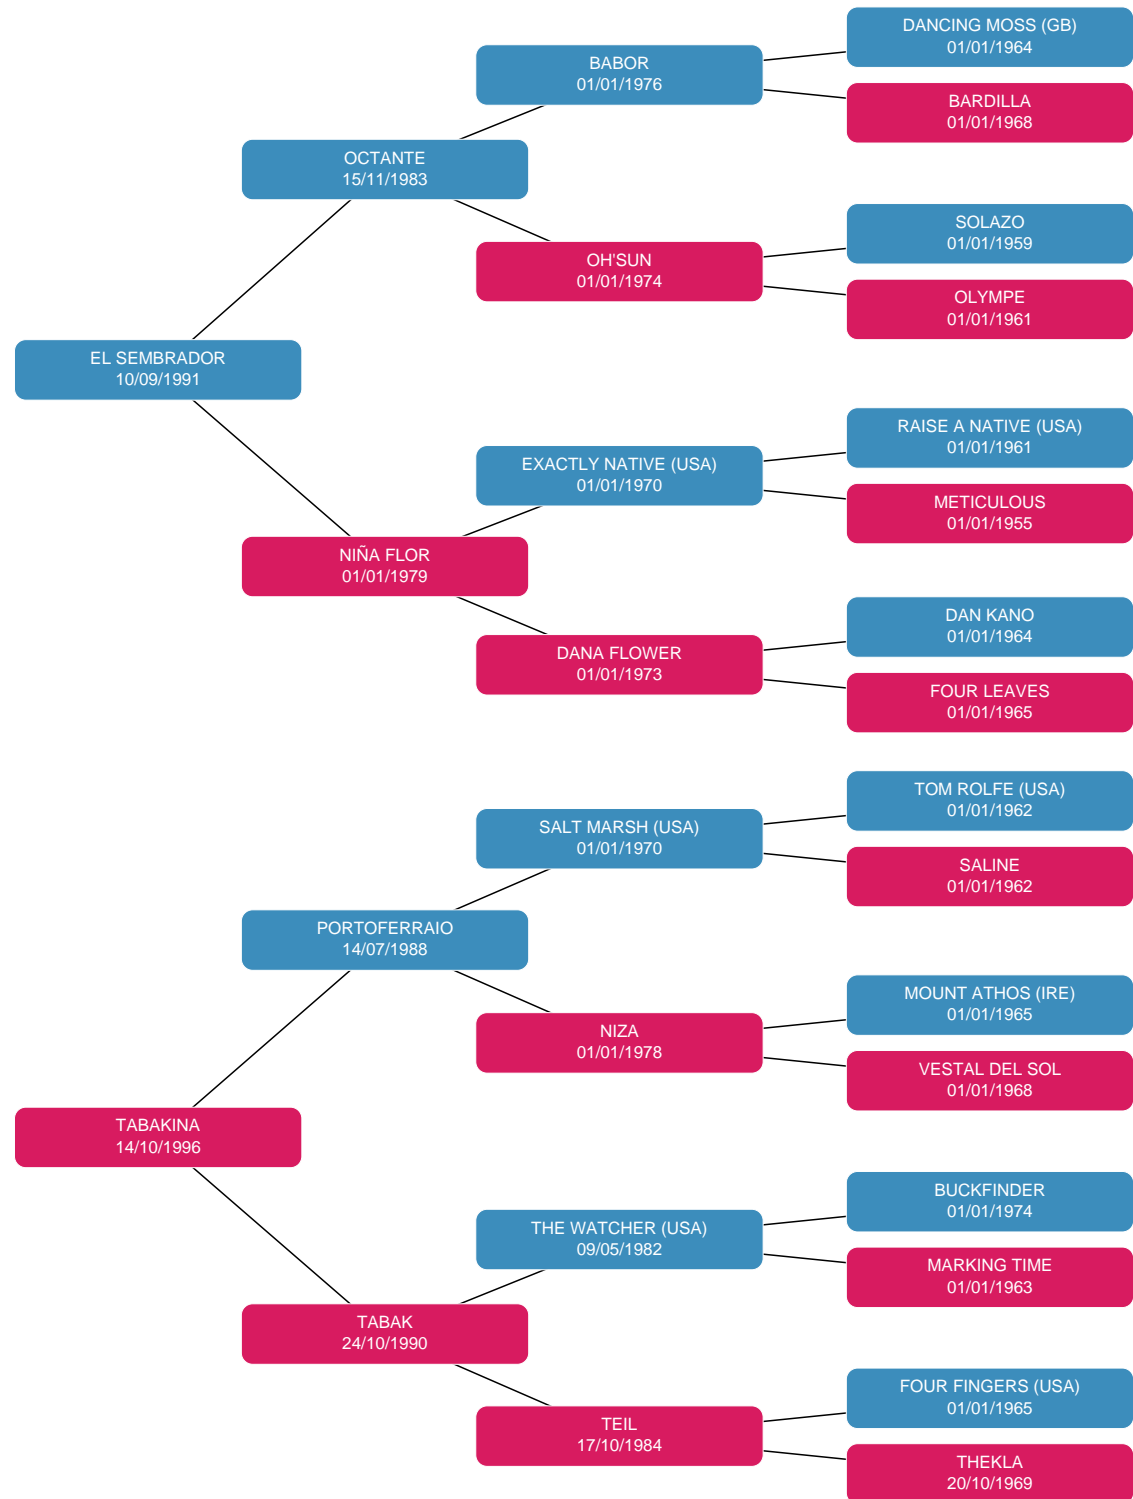 DANCING MOSS (GB)
01/01/1964
BABOR
01/01/1976
BARDILLA
01/01/1968
OCTANTE
15/11/1983
SOLAZO
01/01/1959
OH'SUN
01/01/1974
OLYMPE
01/01/1961
EL SEMBRADOR
10/09/1991
RAISE A NATIVE (USA)
01/01/1961
EXACTLY NATIVE (USA)
01/01/1970
METICULOUS
01/01/1955
NIÑA FLOR
01/01/1979
DAN KANO
01/01/1964
DANA FLOWER
01/01/1973
FOUR LEAVES
01/01/1965
TOM ROLFE (USA)
01/01/1962
SALT MARSH (USA)
01/01/1970
SALINE
01/01/1962
PORTOFERRAIO
14/07/1988
MOUNT ATHOS (IRE)
01/01/1965
NIZA
01/01/1978
VESTAL DEL SOL
01/01/1968
TABAKINA
14/10/1996
BUCKFINDER
01/01/1974
THE WATCHER (USA)
09/05/1982
MARKING TIME
01/01/1963
TABAK
24/10/1990
FOUR FINGERS (USA)
01/01/1965
TEIL
17/10/1984
THEKLA
20/10/1969